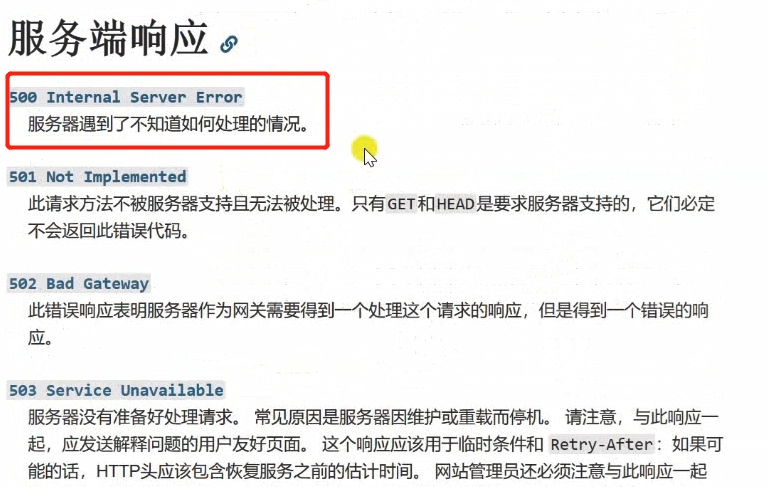 服务端响应
500 Internal Server Error
服务器遇到了不知道如何处理的情况。
501 Not Implemented
此请求方法不被服务器支持且无法被处理。只有GET和HEAD是要求服务器支持的，它们必定
不会返回此错误代码。
502 Bad Gateway
此错误响应表明服务器作为网关需要得到一个处理这个请求的响应，但是得到一个错误的响
应。
503 Service Unavailable
服务器没有准备好处理请求。 常见原因是服务器因维护或重载而停机。 请注意，与此响应一
起，应发送解释问题的用户友好页面。 这个响应应该用于临时条件和 Retry-After：如果可
能的话，HTTP头应该包含恢复服务之前的估计时间。 网站管理员还必须注意与此响应一起